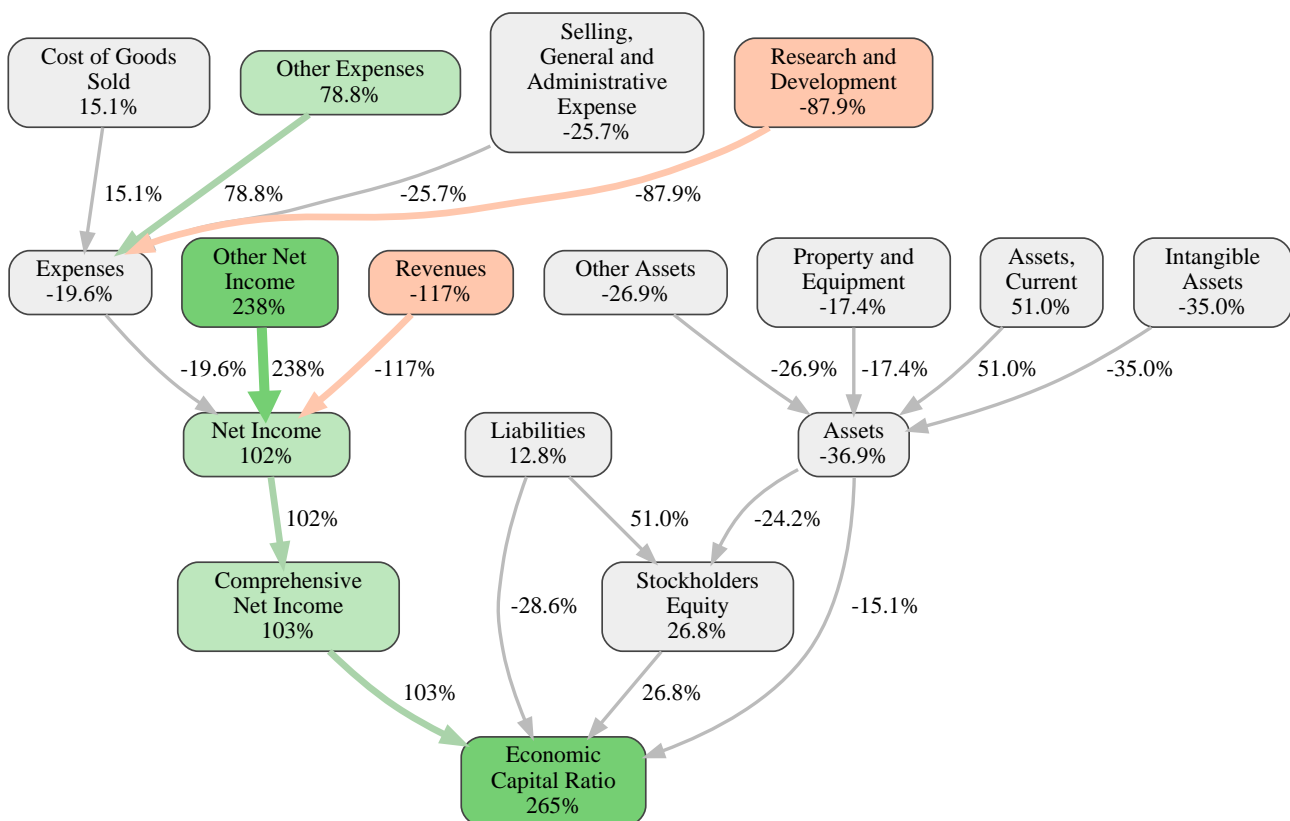 Cost of Goods
Sold
15.1%
Other Expenses
78.8%
Selling,
General and
Administrative
Expense
-25.7%
Research and
Development
-87.9%
15.1%
78.8%
-25.7%
-87.9%
Expenses
-19.6%
Other Net
Income
238%
Revenues
-117%
Other Assets
-26.9%
Property and
Equipment
-17.4%
Assets,
Current
51.0%
Intangible
Assets
-35.0%
-19.6%
238%
-117%
-26.9%
-17.4%
51.0%
-35.0%
Net Income
102%
Liabilities
12.8%
Assets
-36.9%
102%
51.0%
-24.2%
Comprehensive
Net Income
103%
-28.6%
Stockholders
Equity
26.8%
-15.1%
103%
26.8%
Economic
Capital Ratio
265%